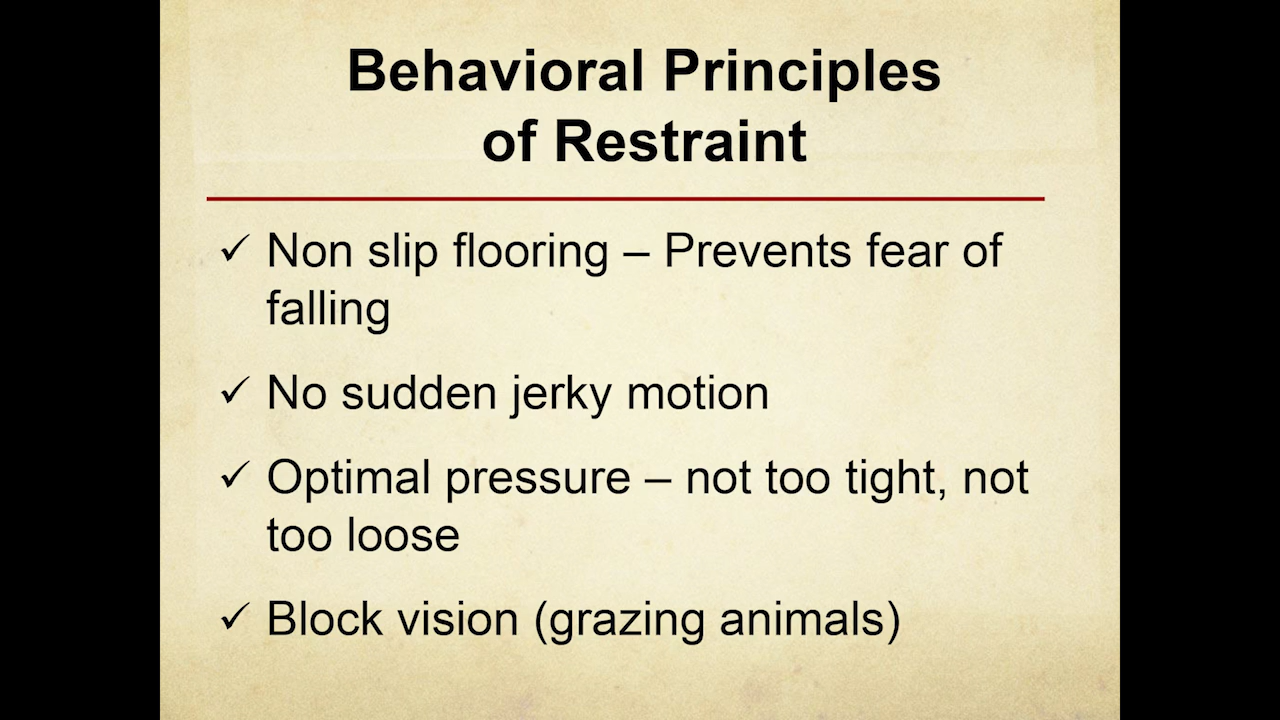 Behavioral Principles
of Restraint
✓ Non slip flooring – Prevents fear of
falling
✓ No sudden jerky motion
✓ Optimal pressure – not too tight, not
too loose
✓ Block vision (grazing animals)